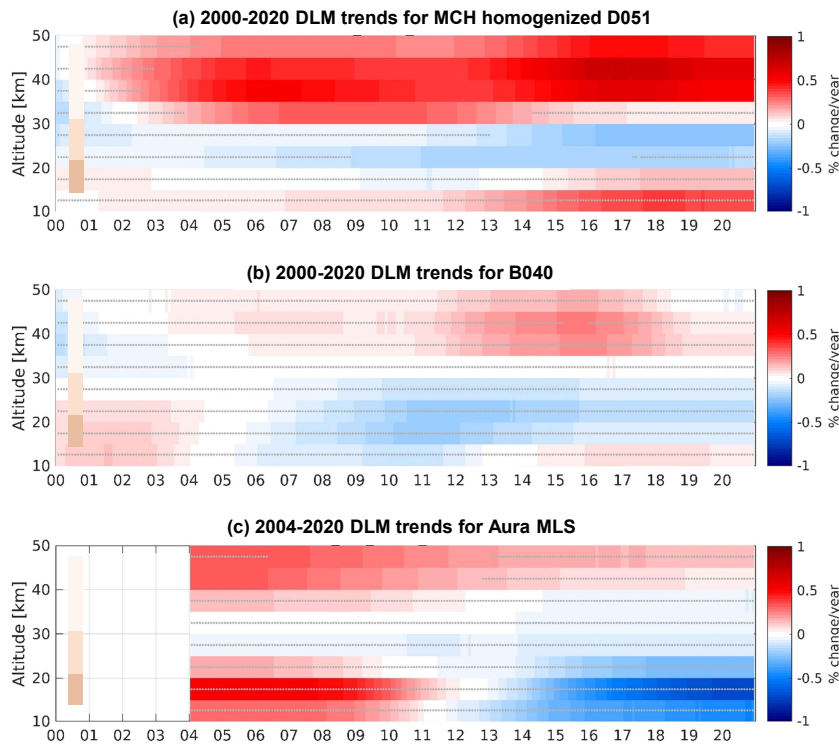 (a) 2000-2020 DLM trends for MCH homogenized D051
50
40
30
20
10
Altitude [km]
00 01 02 03 04 05 06 07 08 09 10 11 12 13 14 15 16 17 18 19 20
1
0.5
0
-0.5
-1
% change/year
(b) 2000-2020 DLM trends for B040
50
40
30
20
10
Altitude [km]
00 01 02 03 04 05 06 07 08 09 10 11 12 13 14 15 16 17 18 19 20
1
0.5
0
-0.5
-1
% change/year
(c) 2004-2020 DLM trends for Aura MLS
50
40
30
20
10
Altitude [km]
00 01 02 03 04 05 06 07 08 09 10 11 12 13 14 15 16 17 18 19 20
1
0.5
0
-0.5
-1
% change/year